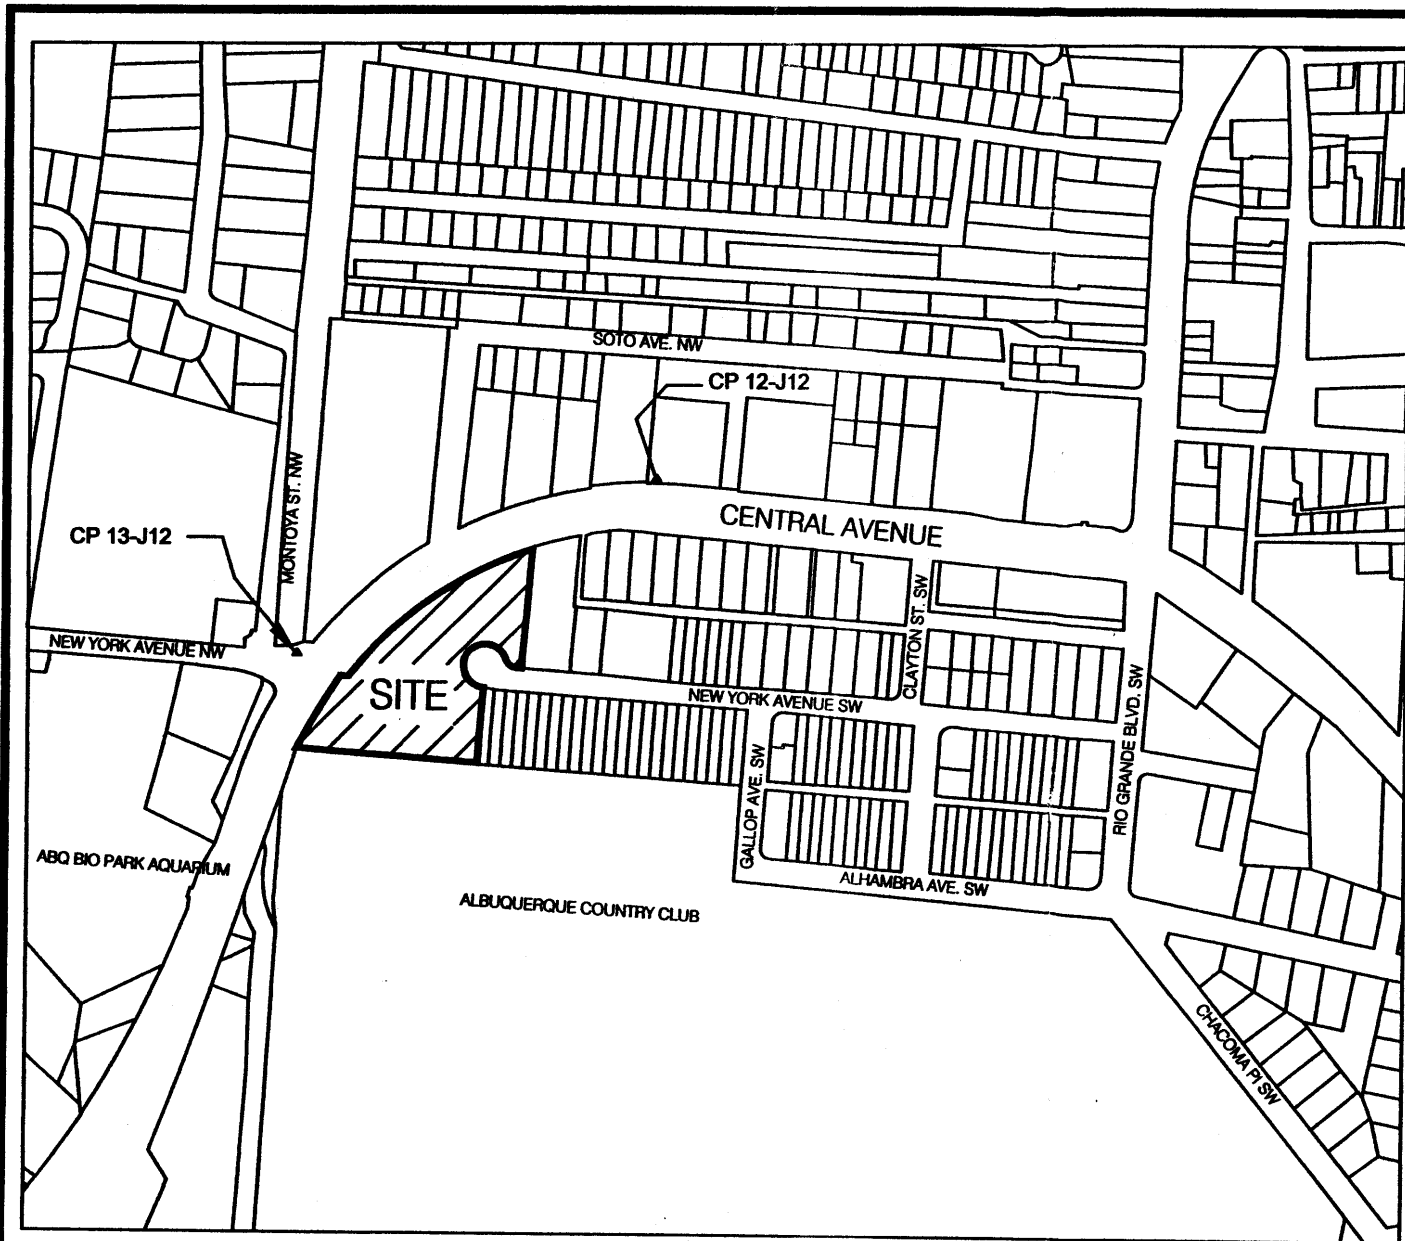 SOTO AVE. NW
CP 12-J12
MONTOYA ST. NW
CENTRAL AVENUE
CP 13-J12
NEW YORK AVENUE NW
SITE
CLAYTON ST. SW
NEW YORK AVENUE SW
RIO GRANDE BLVD. SW
GALLOP AVE. SW
ABQ BIO PARK AQUARIUM
ALHAMBRA AVE. SW
ALBUQUERQUE COUNTRY CLUB
CHACOMA Pl SW